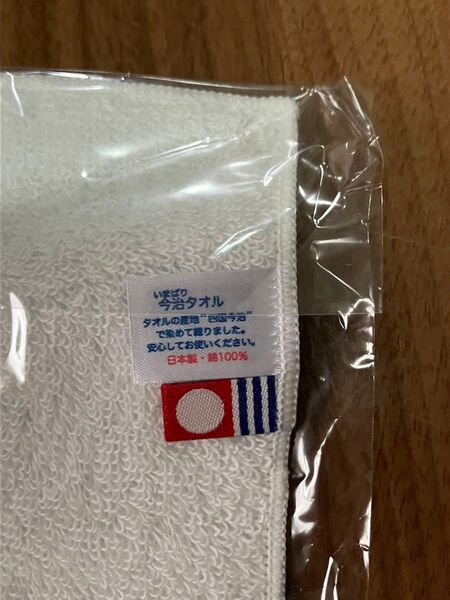 いまばり
今治タオル
タオルの産地“四国今治”
で染めて織りました。
安心してお使いください。
日本製・綿100%